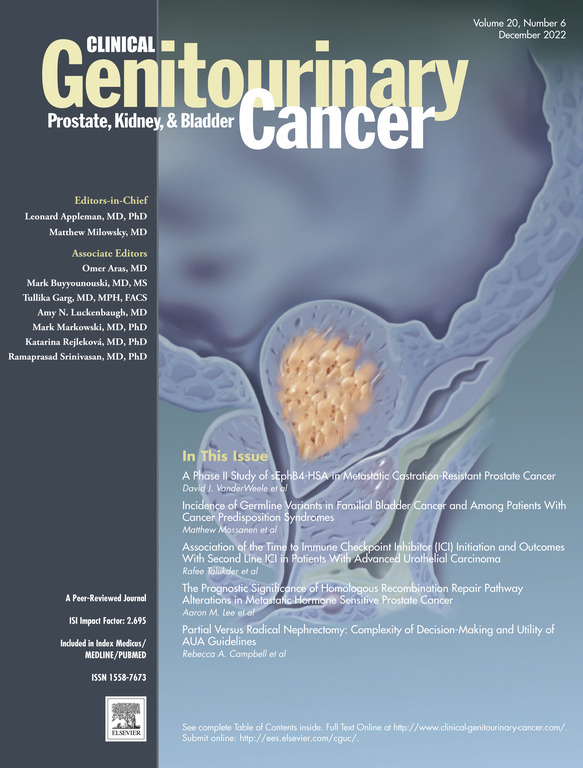 Volume 20, Number 6
December 2022
CLINICAL
Genitourinary
Prostate, Kidney, & Bladder
Cancer
Editors-in-Chief
Leonard Appleman, MD, PhD
Matthew Milowsky, MD
Associate Editors
Omer Aras, MD
Mark Buyyounouski, MD, MS
Tullika Garg, MD, MPH, FACS
Amy N. Luckenbaugh, MD
Mark Markowski, MD, PhD
Katarina Rejleková, MD, PhD
Ramaprasad Srinivasan, MD, PhD
In This Issue
A Phase II Study of sEphB4-HSA in Metastatic Castration-Resistant Prostate Cancer
David J. VanderWeele et al
Incidence of Germline Variants in Familial Bladder Cancer and Among Patients With
Cancer Predisposition Syndromes
Matthew Mossanen et al
Association of the Time to Immune Checkpoint Inhibitor (ICI) Initiation and Outcomes
With Second Line ICI in Patients With Advanced Urothelial Carcinoma
Rafee Talukder et al
The Prognostic Significance of Homologous Recombination Repair Pathway
Alterations in Metastatic Hormone Sensitive Prostate Cancer
Aaron M. Lee et al
Partial Versus Radical Nephrectomy: Complexity of Decision-Making and Utility of
AUA Guidelines
Rebecca A. Campbell et al
A Peer-Reviewed Journal
ISI Impact Factor: 2.695
Included in Index Medicus/
MEDLINE/PUBMED
ISSN 1558-7673
ELSEVIER
See complete Table of Contents inside. Full Text Online at http://www.clinical-genitourinary-cancer.com/.
Submit online: http://ees.elsevier.com/cguc/.